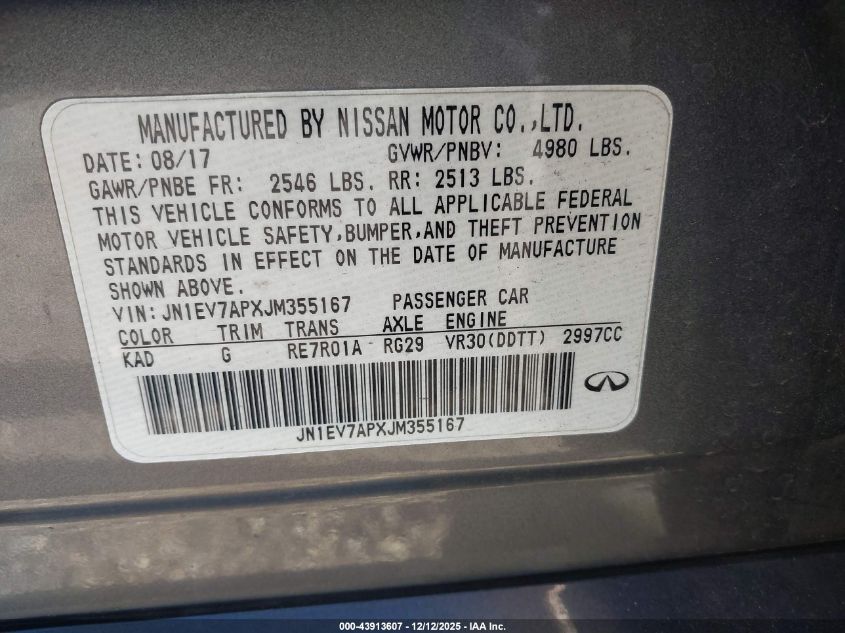 MANUFACTURED BY NISSAN MOTOR CO.,LTD.
DATE: 08/17 GVWR/PNBV: 4980 LBS.
GAWR/PNBE FR: 2546 LBS. RR: 2513 LBS.
THIS VEHICLE CONFORMS TO ALL APPLICABLE FEDERAL
MOTOR VEHICLE SAFETY,BUMPER,AND THEFT PREVENTION
STANDARDS IN EFFECT ON THE DATE OF MANUFACTURE
SHOWN ABOVE.
VIN: JN1EV7APXJM355167 PASSENGER CAR
COLOR TRIM TRANS AXLE ENGINE
KAD G RE7R01A RG29 VR30(DDTT) 2997CC
JN1EV7APXJM355167
000-43913607 - 12/12/2025 - IAA Inc.